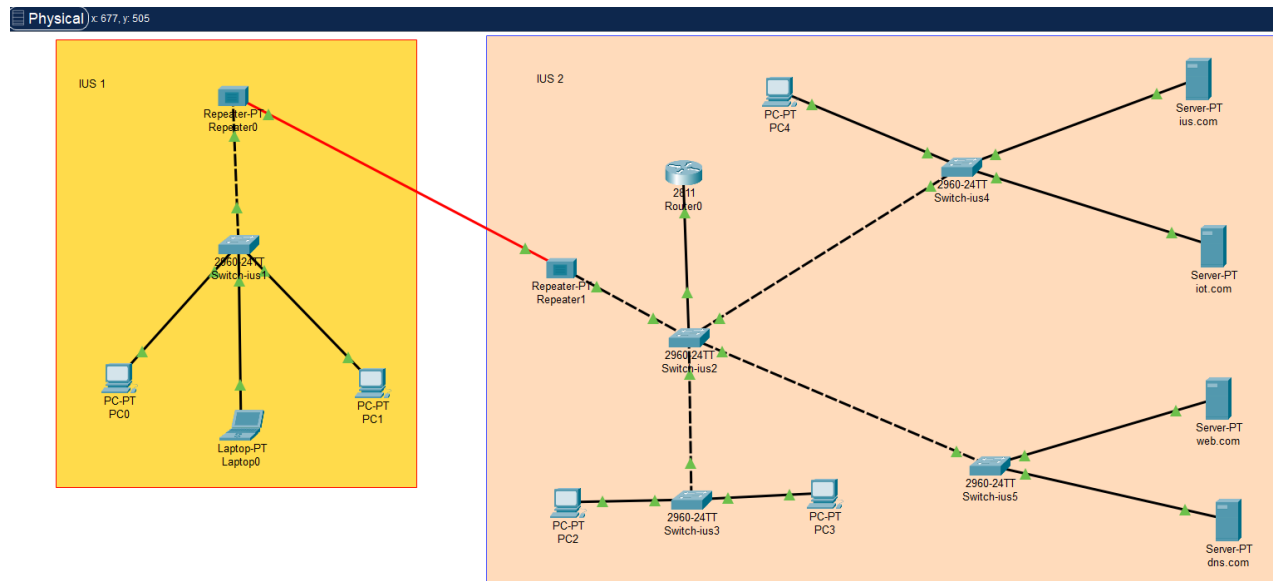 Physical x: 677, y: 505
IUS 1
Repeater-PT
Repeater0
2960-24TT
Switch-ius1
PC-PT
PC0
Laptop-PT
Laptop0
PC-PT
PC1
IUS 2
PC-PT
PC4
Server-PT
ius.com
2811
Router0
2960-24TT
Switch-ius4
Server-PT
iot.com
Repeater-PT
Repeater1
2960-24TT
Switch-ius2
Server-PT
web.com
2960-24TT
Switch-ius5
PC-PT
PC2
2960-24TT
Switch-ius3
PC-PT
PC3
Server-PT
dns.com